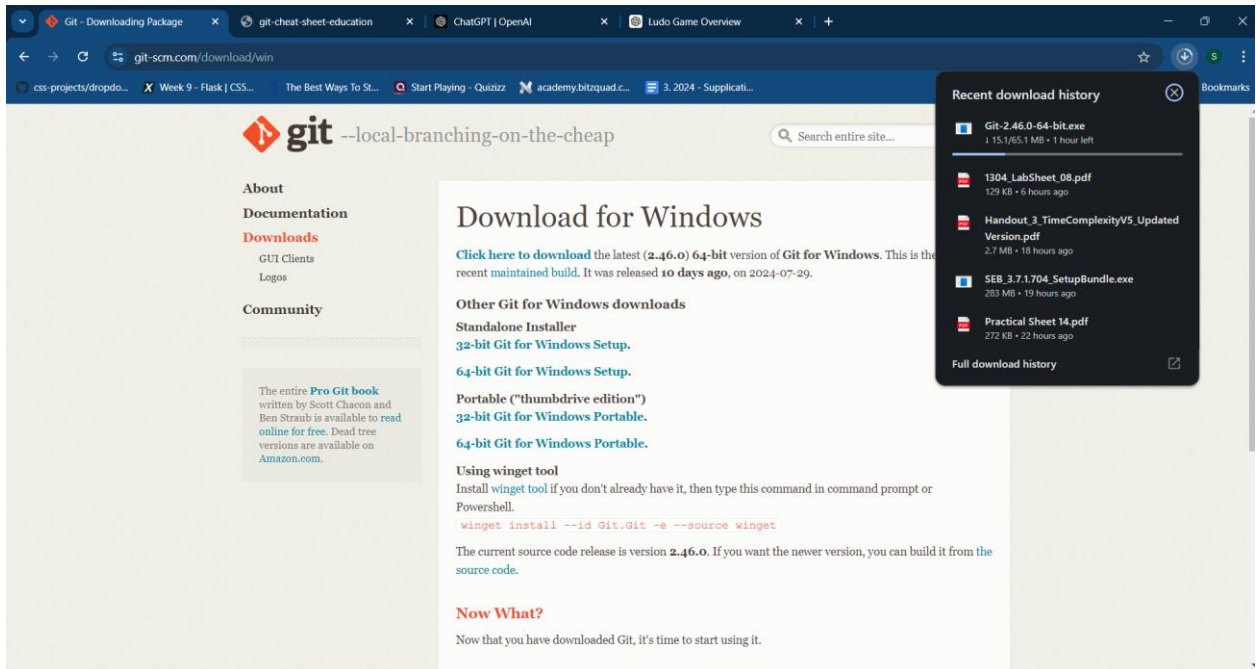 Git - Downloading Package
git-cheat-sheet-education
ChatGPT | OpenAI
Ludo Game Overview
git-scm.com/download/win
S
css-projects/dropdo...
Week 9 - Flask | CS5...
The Best Ways To St...
Start Playing - Quizizz
academy.bitzquad.c...
3. 2024 - Supplicati...
Bookmarks
git --local-branching-on-the-cheap
Search entire site...
About
Documentation
Downloads
GUI Clients
Logos
Community
The entire Pro Git book
written by Scott Chacon and
Ben Straub is available to read
online for free. Dead tree
versions are available on
Amazon.com.
Download for Windows
Click here to download the latest (2.46.0) 64-bit version of Git for Windows. This is the
recent maintained build. It was released 10 days ago, on 2024-07-29.
Other Git for Windows downloads
Standalone Installer
32-bit Git for Windows Setup.
64-bit Git for Windows Setup.
Portable ("thumbdrive edition")
32-bit Git for Windows Portable.
64-bit Git for Windows Portable.
Using winget tool
Install winget tool if you don't already have it, then type this command in command prompt or
Powershell.
winget install --id Git.Git -e --source winget
The current source code release is version 2.46.0. If you want the newer version, you can build it from the
source code.
Now What?
Now that you have downloaded Git, it's time to start using it.
Recent download history
Git-2.46.0-64-bit.exe
↓ 15.1/65.1 MB • 1 hour left
1304_LabSheet_08.pdf
129 KB • 6 hours ago
Handout_3_TimeComplexityV5_Updated
Version.pdf
2.7 MB • 18 hours ago
SEB_3.7.1.704_SetupBundle.exe
283 MB • 19 hours ago
Practical Sheet 14.pdf
272 KB • 22 hours ago
Full download history